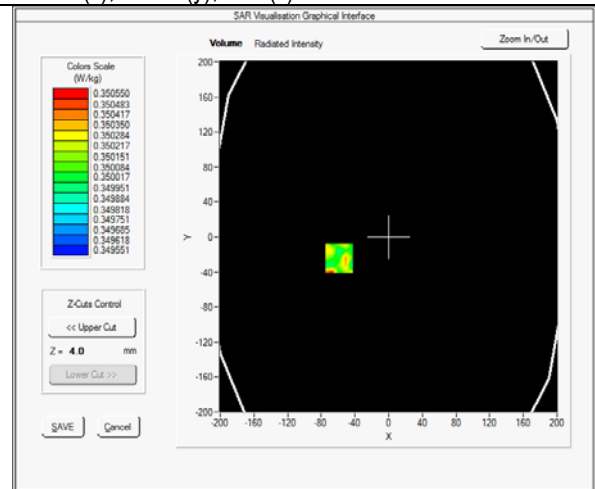 SAR Visualisation Graphical Interface
Volume Radiated Intensity
Zoom In/Out
Colors Scale
(W/kg)
0.350550
0.350483
0.350417
0.350350
0.350284
0.350217
0.350151
0.350084
0.350017
0.349951
0.349884
0.349818
0.349751
0.349685
0.349618
0.349551
Z-Cuts Control
<< Upper Cut
Z = 4.0 mm
Lower Cut >>
SAVE Cancel
Y
200
160
120
80
40
0
-40
-80
-120
-160
-200
-200 -160 -120 -80 -40 0 40 80 120 160 200
X